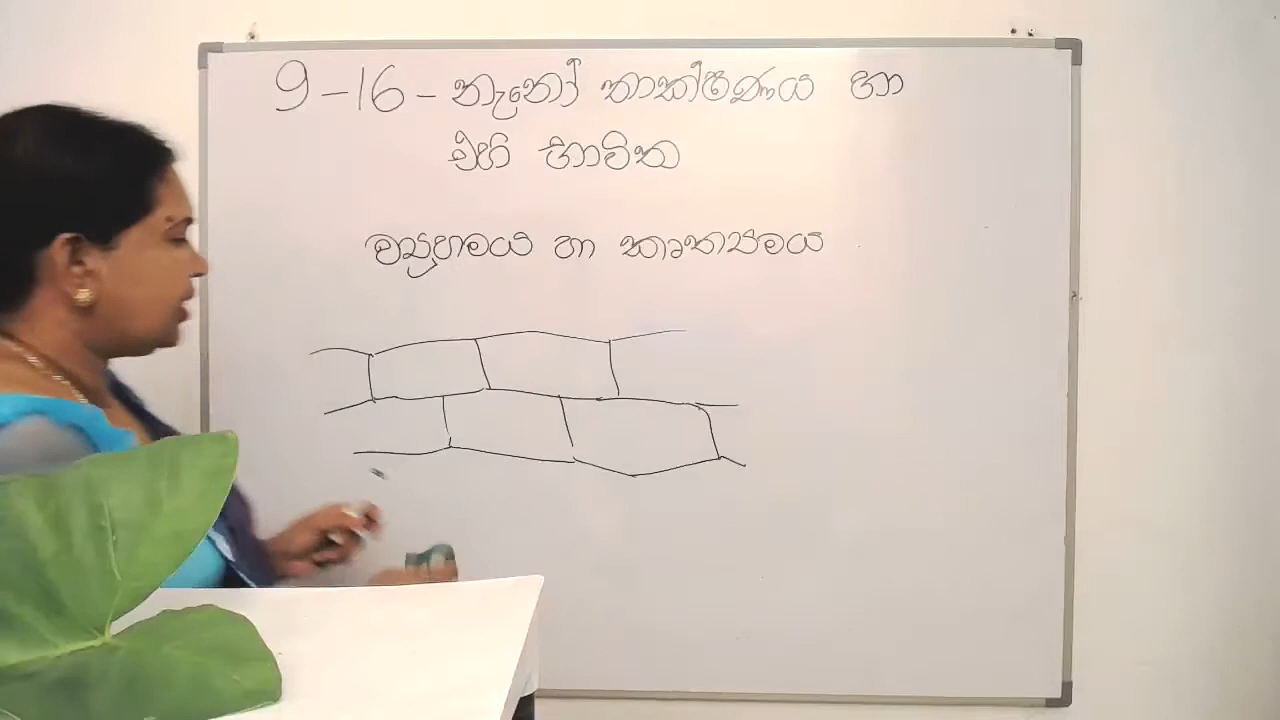 9-16 - නැනෝ තාක්ෂණය හා
එහි භාවිත
ව්‍යුහමය හා කෘත්‍යමය